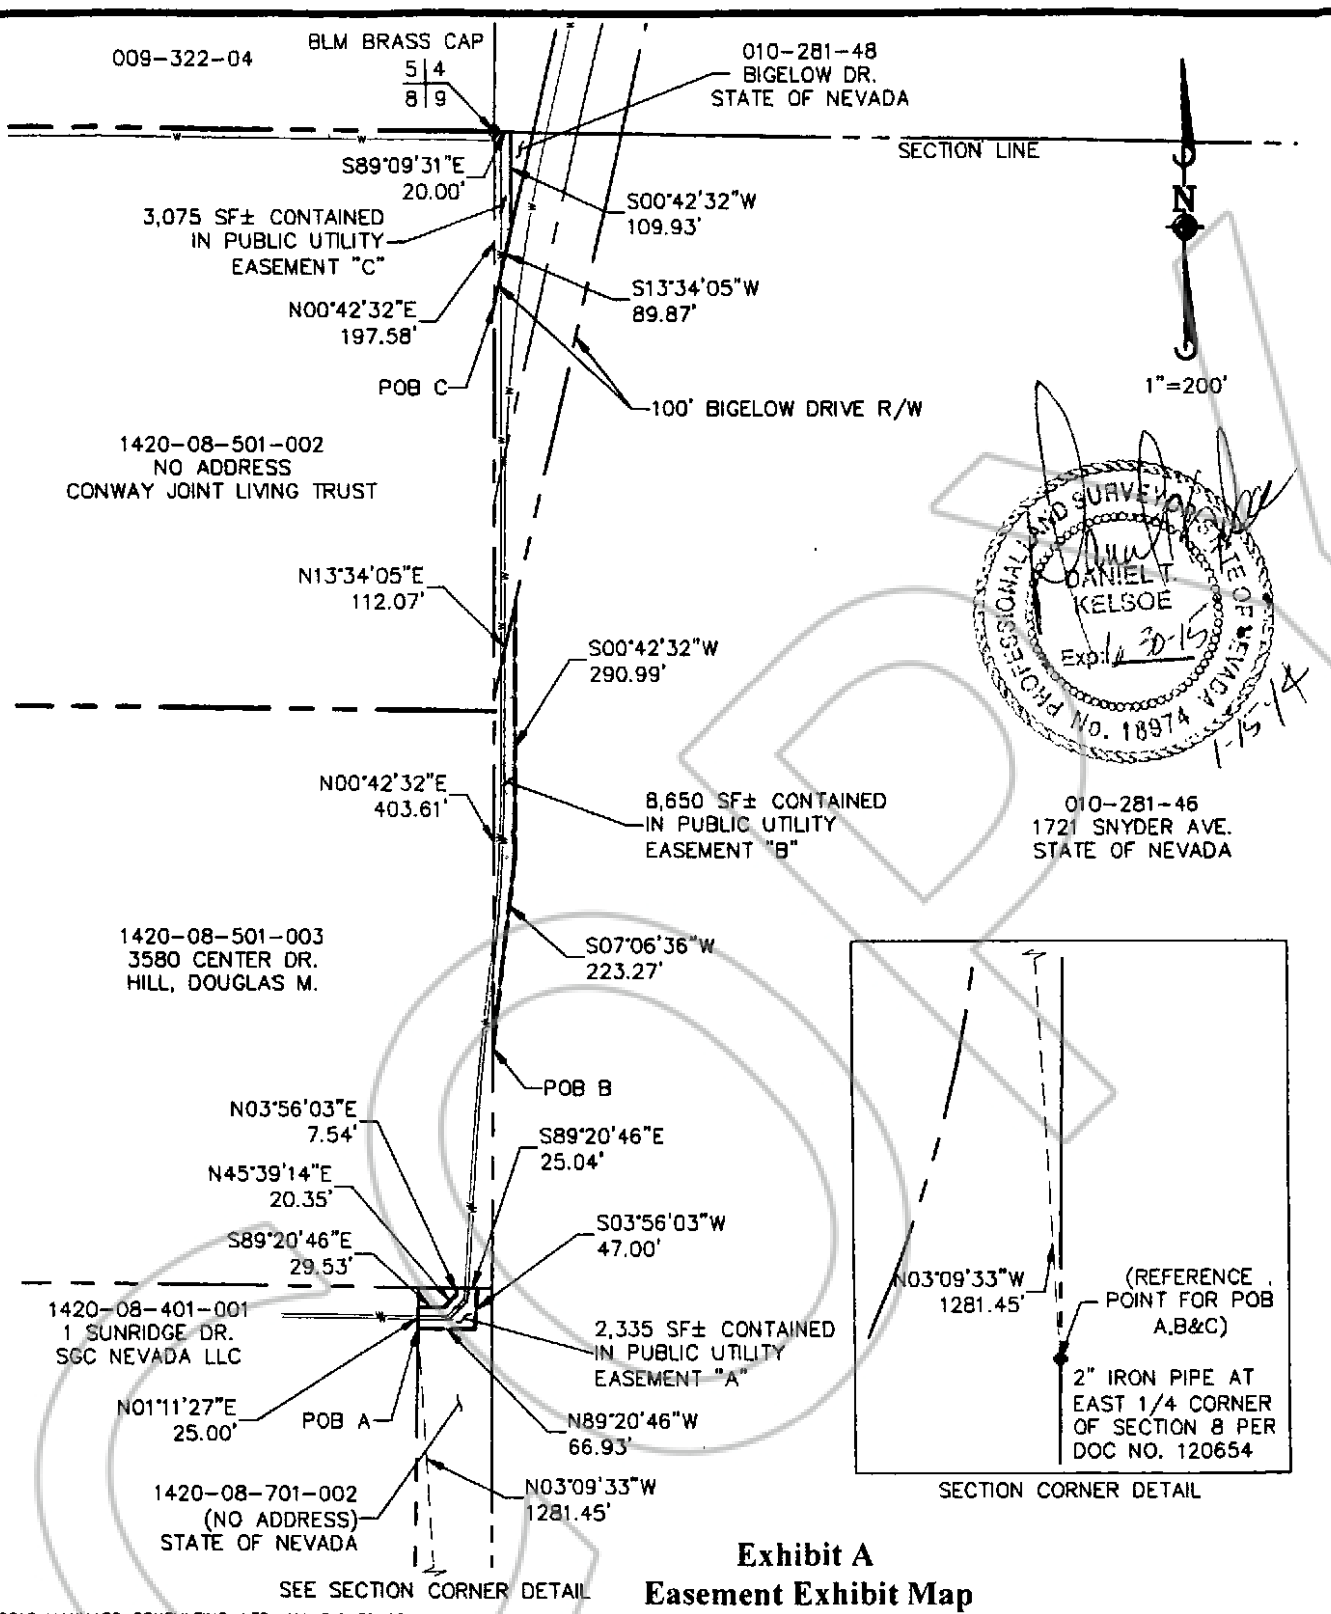 009-322-04
BLM BRASS CAP
5 4
8 9
010-281-48
BIGELOW DR.
STATE OF NEVADA
SECTION LINE
S89°09'31"E
20.00'
3,075 SF± CONTAINED
IN PUBLIC UTILITY
EASEMENT "C"
S00°42'32"W
109.93'
N00°42'32"E
197.58'
S13°34'05"W
89.87'
POB C
100' BIGELOW DRIVE R/W
N
1"=200'
1420-08-501-002
NO ADDRESS
CONWAY JOINT LIVING TRUST
PROFESSIONAL LAND SURVEYOR STATE OF NEVADA
DANIEL T.
KELSOE
Exp:
No. 18974
1-15-14
N13°34'05"E
112.07'
S00°42'32"W
290.99'
N00°42'32"E
403.61'
8,650 SF± CONTAINED
IN PUBLIC UTILITY
EASEMENT "B"
010-281-46
1721 SNYDER AVE.
STATE OF NEVADA
1420-08-501-003
3580 CENTER DR.
HILL, DOUGLAS M.
S07°06'36"W
223.27'
POB B
N03°56'03"E
7.54'
S89°20'46"E
25.04'
N45°39'14"E
20.35'
S03°56'03"W
47.00'
S89°20'46"E
29.53'
1420-08-401-001
1 SUNRIDGE DR.
SGC NEVADA LLC
2,335 SF± CONTAINED
IN PUBLIC UTILITY
EASEMENT "A"
N01°11'27"E
25.00'
POB A
N89°20'46"W
66.93'
1420-08-701-002
(NO ADDRESS)
STATE OF NEVADA
N03°09'33"W
1281.45'
SEE SECTION CORNER DETAIL
N03°09'33"W
1281.45'
(REFERENCE
POINT FOR POB
A,B&C)
2" IRON PIPE AT
EAST 1/4 CORNER
OF SECTION 8 PER
DOC NO. 120654
SECTION CORNER DETAIL
Exhibit A
Easement Exhibit Map